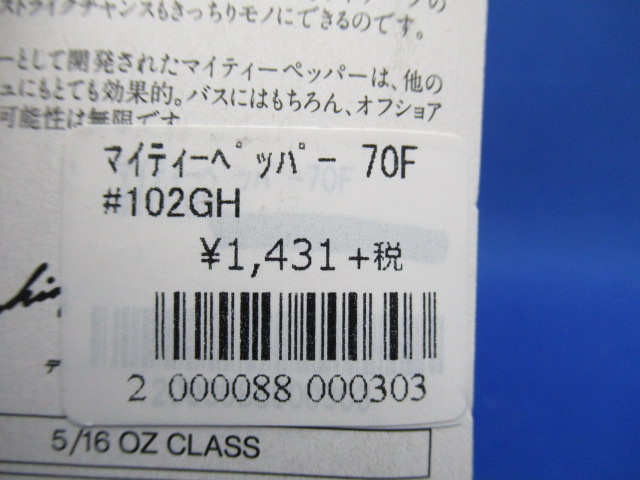 ストライクチャンスもきっちりモノにできるのです。
ーとして開発されたマイティーペッパーは、他の
ュにもとても効果的。バスにはもちろん、オフショア
可能性は無限です
ﾏｲﾃｨｰﾍﾟｯﾊﾟｰ 70F
#102GH
¥1,431+税
2 000088 000303
5/16 OZ CLASS